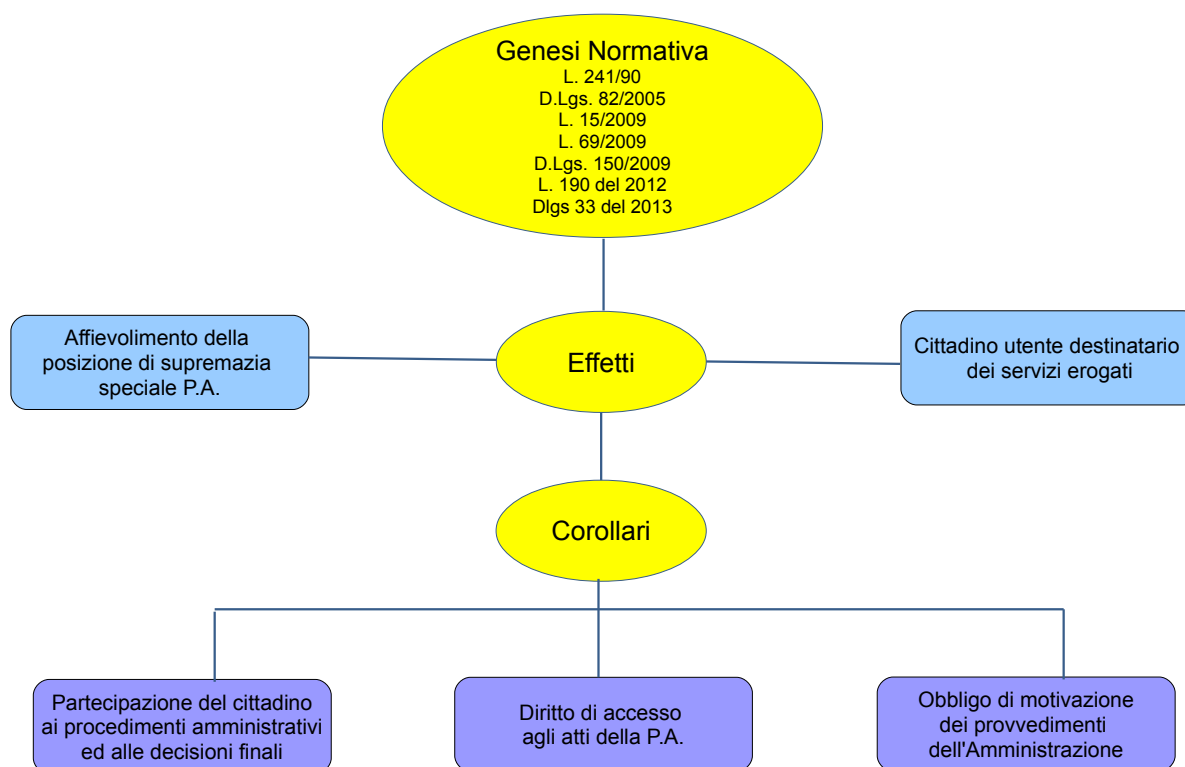 Genesi Normativa
L. 241/90
D.Lgs. 82/2005
L. 15/2009
L. 69/2009
D.Lgs. 150/2009
L. 190 del 2012
Dlgs 33 del 2013
Affievolimento della
posizione di supremazia
speciale P.A.
Effetti
Cittadino utente destinatario
dei servizi erogati
Corollari
Partecipazione del cittadino
ai procedimenti amministrativi
ed alle decisioni finali
Diritto di accesso
agli atti della P.A.
Obbligo di motivazione
dei provvedimenti
dell'Amministrazione